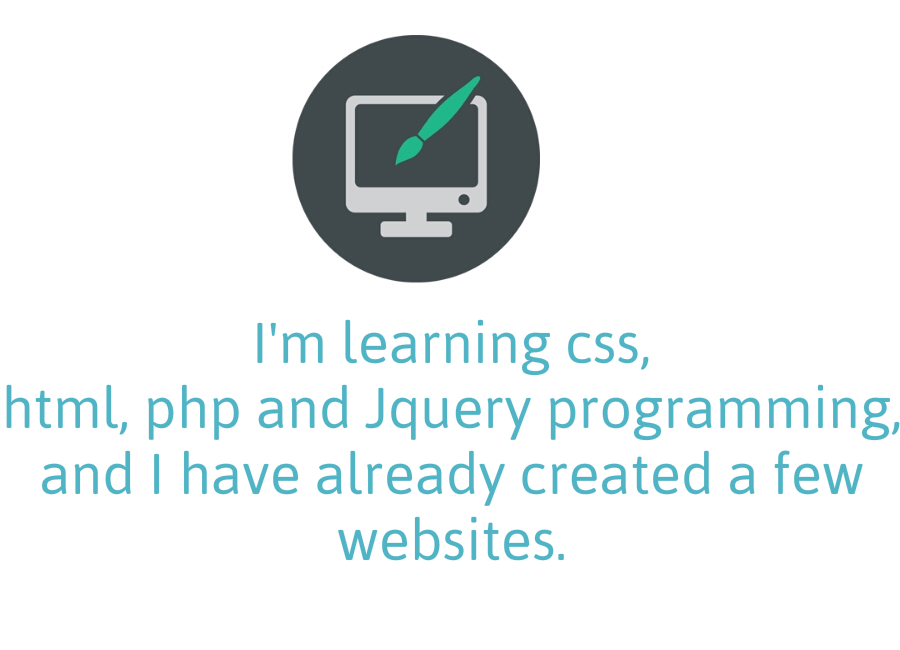 I'm learning css,
html, php and Jquery programming,
and I have already created a few
websites.